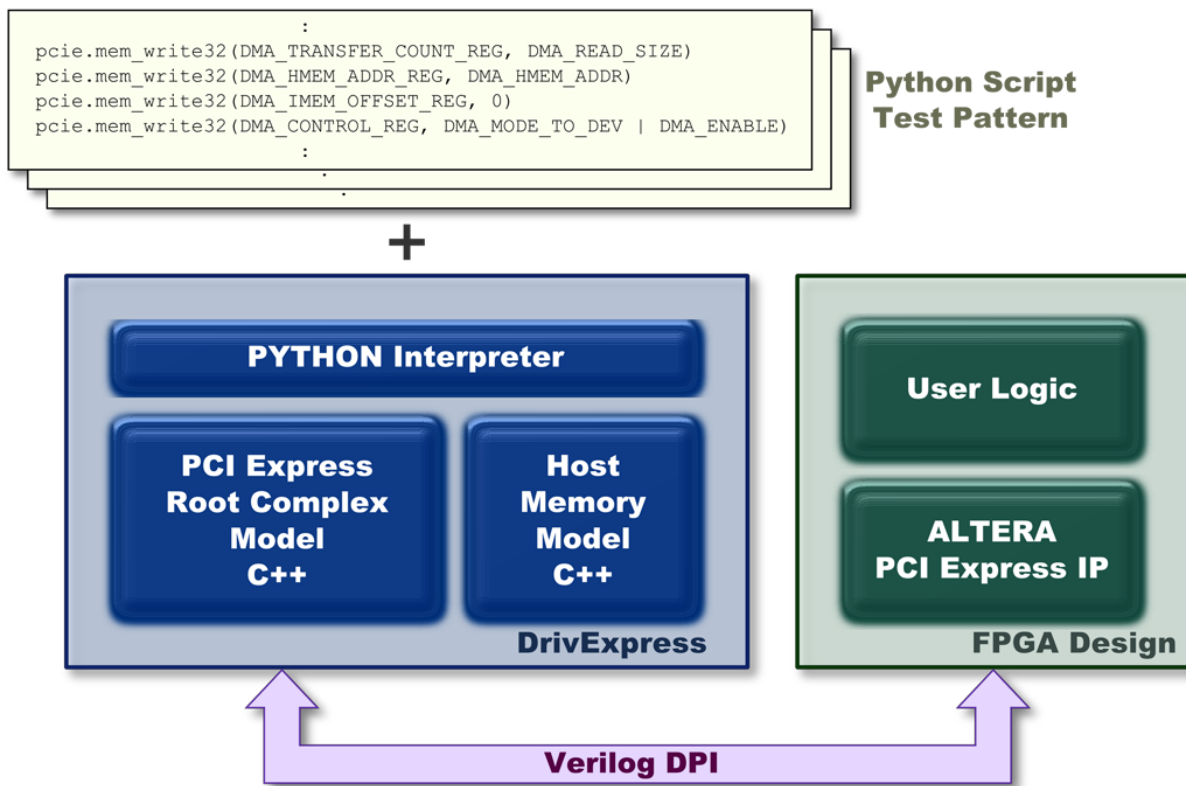 :
pcie.mem_write32(DMA_TRANSFER_COUNT_REG, DMA_READ_SIZE)
pcie.mem_write32(DMA_HMEM_ADDR_REG, DMA_HMEM_ADDR)
pcie.mem_write32(DMA_IMEM_OFFSET_REG, 0)
pcie.mem_write32(DMA_CONTROL_REG, DMA_MODE_TO_DEV | DMA_ENABLE)
:
Python Script
Test Pattern
+
PYTHON Interpreter
PCI Express
Root Complex
Model
C++
Host
Memory
Model
C++
DrivExpress
User Logic
ALTERA
PCI Express IP
FPGA Design
Verilog DPI